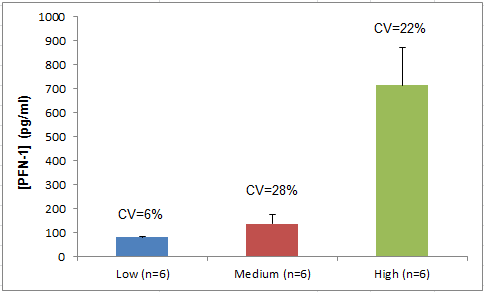 [PFN-1] (pg/ml)
1000
900
800
700
600
500
400
300
200
100
0
CV=6%
CV=28%
CV=22%
Low (n=6)
Medium (n=6)
High (n=6)